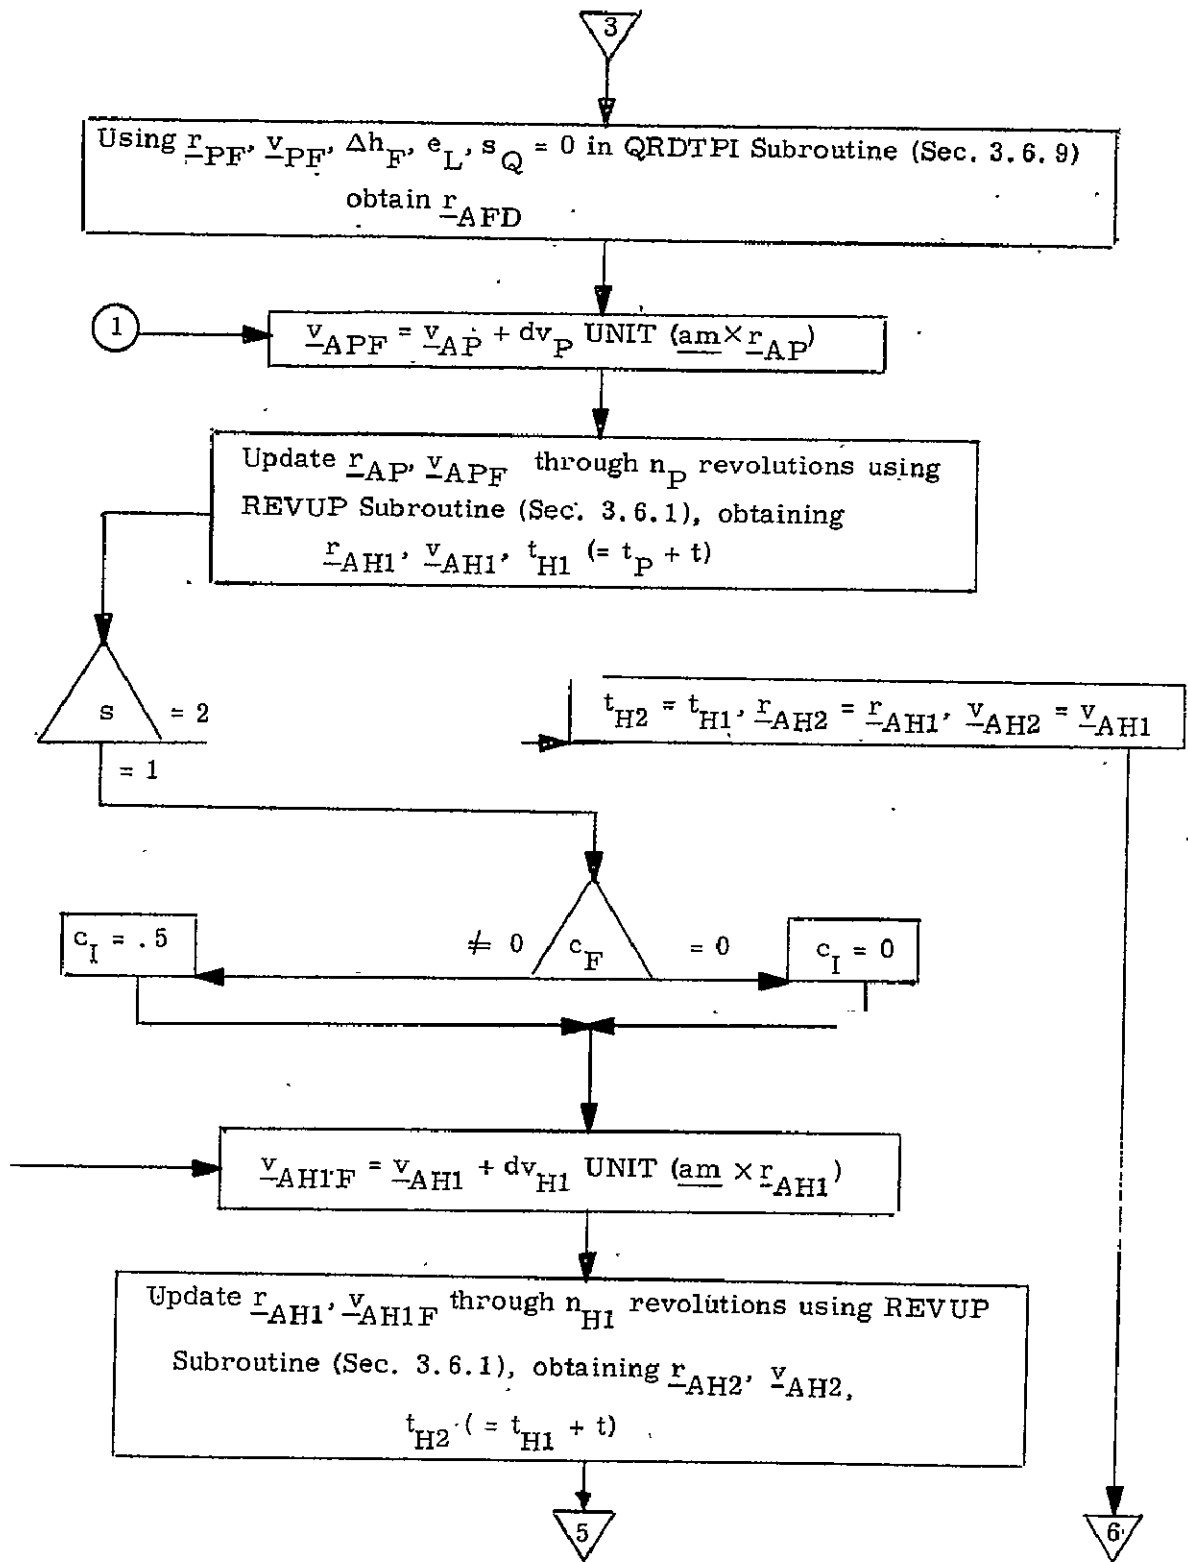 3
Using r_PF, v_PF, Δh_F, e_L, s_Q = 0 in QRDTPI Subroutine (Sec. 3.6.9)
obtain r_AFD
1
v_APF = v_AP + dv_P UNIT (am × r_AP)
Update r_AP, v_APF through n_P revolutions using
REVUP Subroutine (Sec. 3.6.1), obtaining
r_AH1, v_AH1, t_H1 (= t_P + t)
s
= 2
t_H2 = t_H1, r_AH2 = r_AH1, v_AH2 = v_AH1
= 1
c_I = .5
≠ 0
c_F
= 0
c_I = 0
v_AH1F = v_AH1 + dv_H1 UNIT (am × r_AH1)
Update r_AH1, v_AH1F through n_H1 revolutions using REVUP
Subroutine (Sec. 3.6.1), obtaining r_AH2, v_AH2,
t_H2 ( = t_H1 + t)
5
6